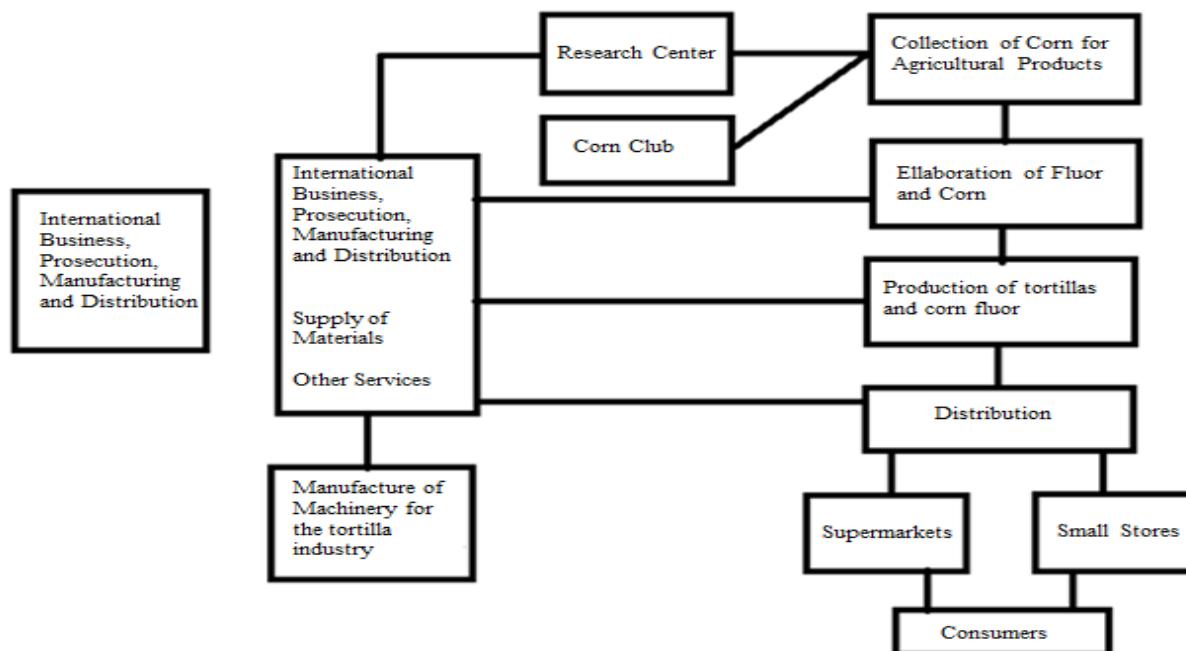 Research Center
Collection of Corn for
Agricultural Products
Corn Club
International
Business,
Prosecution,
Manufacturing
and Distribution
International
Business,
Prosecution,
Manufacturing
and Distribution
Supply of
Materials
Other Services
Ellaboration of Fluor
and Corn
Production of tortillas
and corn fluor
Distribution
Manufacture of
Machinery for
the tortilla
industry
Supermarkets
Small Stores
Consumers